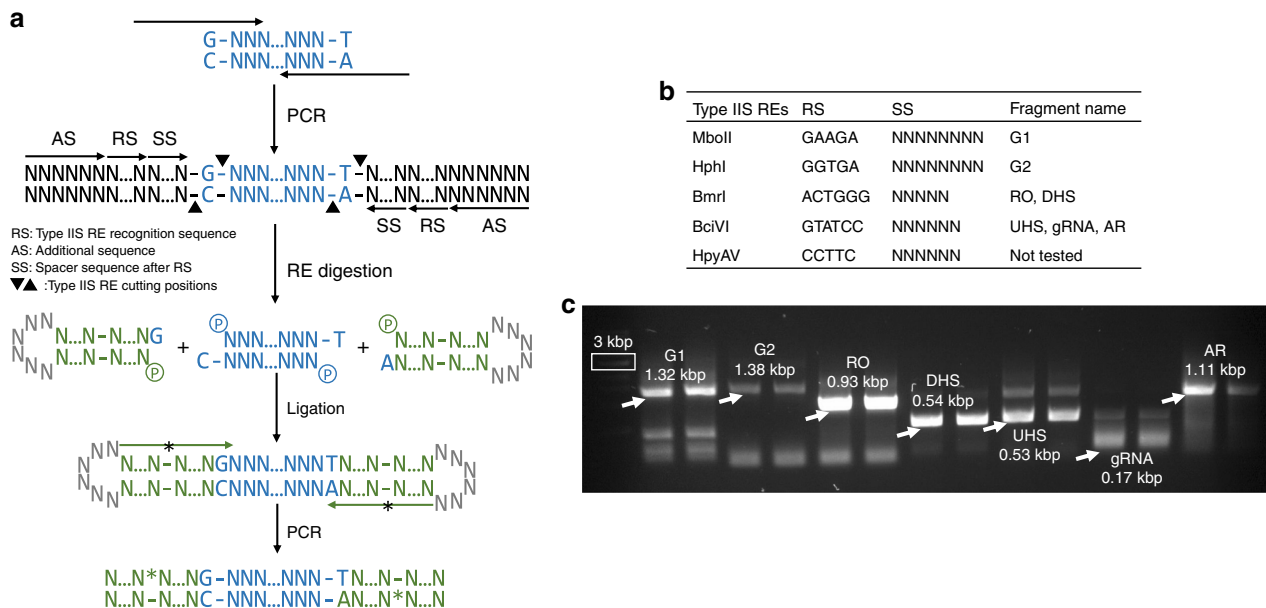 a
G-NNN...NNN-T
C-NNN...NNN-A
PCR
AS RS SS
NNNNNNN...NN...N-G-NNN...NNN-T-N...NN...NNNNNNN
NNNNNNN...NN...N-C-NNN...NNN-A-N...NN...NNNNNNN
SS RS AS
RS: Type IIS RE recognition sequence
AS: Additional sequence
SS: Spacer sequence after RS
▼▲ :Type IIS RE cutting positions
RE digestion
NNNNN N...N-N...NG
N...N-N...N P
+
P NNN...NNN-T
C-NNN...NNN P
+
P N...N-N...N NNNNN
AN...N-N...N
Ligation
*
NNNNN N...N-N...NGNNN...NNNTN...N-N...N NNNNN
N...N-N...NCNNN...NNNAN...N-N...N
*
PCR
N...N*N...NG-NNN...NNN-TN...N-N...N
N...N-N...NC-NNN...NNN-AN...N*N...N
b
Type IIS REs RS SS Fragment name
MboII GAAGA NNNNNNNN G1
HphI GGTGA NNNNNNNN G2
BmrI ACTGGG NNNNN RO, DHS
BciVI GTATCC NNNNNN UHS, gRNA, AR
HpyAV CCTTC NNNNNN Not tested
c
3 kbp
G1
1.32 kbp
G2
1.38 kbp
RO
0.93 kbp
DHS
0.54 kbp
UHS
0.53 kbp
gRNA
0.17 kbp
AR
1.11 kbp